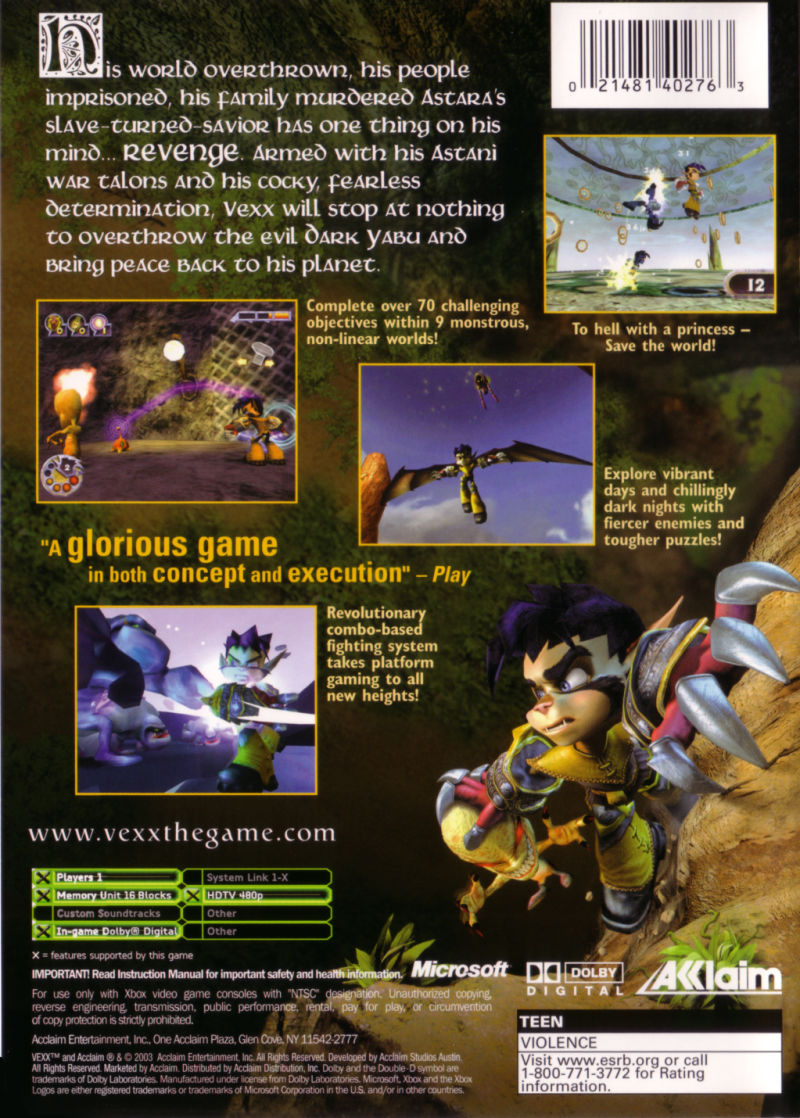 His world overthrown, his people
imprisoned, his family murdered Astara's
slave-turned-savior has one thing on his
mind... revenge. Armed with his Astani
war talons and his cocky, fearless
determination, Vexx will stop at nothing
to overthrow the evil Dark Yabu and
bring peace back to his planet.
0 21481 40276 3
12
To hell with a princess –
Save the world!
Complete over 70 challenging
objectives within 9 monstrous,
non-linear worlds!
2
Explore vibrant
days and chillingly
dark nights with
fiercer enemies and
tougher puzzles!
"A glorious game
in both concept and execution" – Play
Revolutionary
combo-based
fighting system
takes platform
gaming to all
new heights!
www.vexxthegame.com
X Players 1
System Link 1-X
X Memory Unit 16 Blocks
X HDTV 480p
Custom Soundtracks
Other
X In-game Dolby® Digital
Other
X = features supported by this game
IMPORTANT! Read Instruction Manual for important safety and health information.
For use only with Xbox video game consoles with "NTSC" designation. Unauthorized copying,
reverse engineering, transmission, public performance, rental, pay for play, or circumvention
of copy protection is strictly prohibited.
Acclaim Entertainment, Inc., One Acclaim Plaza, Glen Cove, NY 11542-2777
VEXX™ and Acclaim ® & © 2003 Acclaim Entertainment, Inc. All Rights Reserved. Developed by Acclaim Studios Austin.
All Rights Reserved. Marketed by Acclaim. Distributed by Acclaim Distribution, Inc. Dolby and the Double-D symbol are
trademarks of Dolby Laboratories. Manufactured under license from Dolby Laboratories. Microsoft, Xbox and the Xbox
Logos are either registered trademarks or trademarks of Microsoft Corporation in the U.S. and/or in other countries.
Microsoft
DOLBY
DIGITAL
Akklaim
TEEN
VIOLENCE
Visit www.esrb.org or call
1-800-771-3772 for Rating
information.